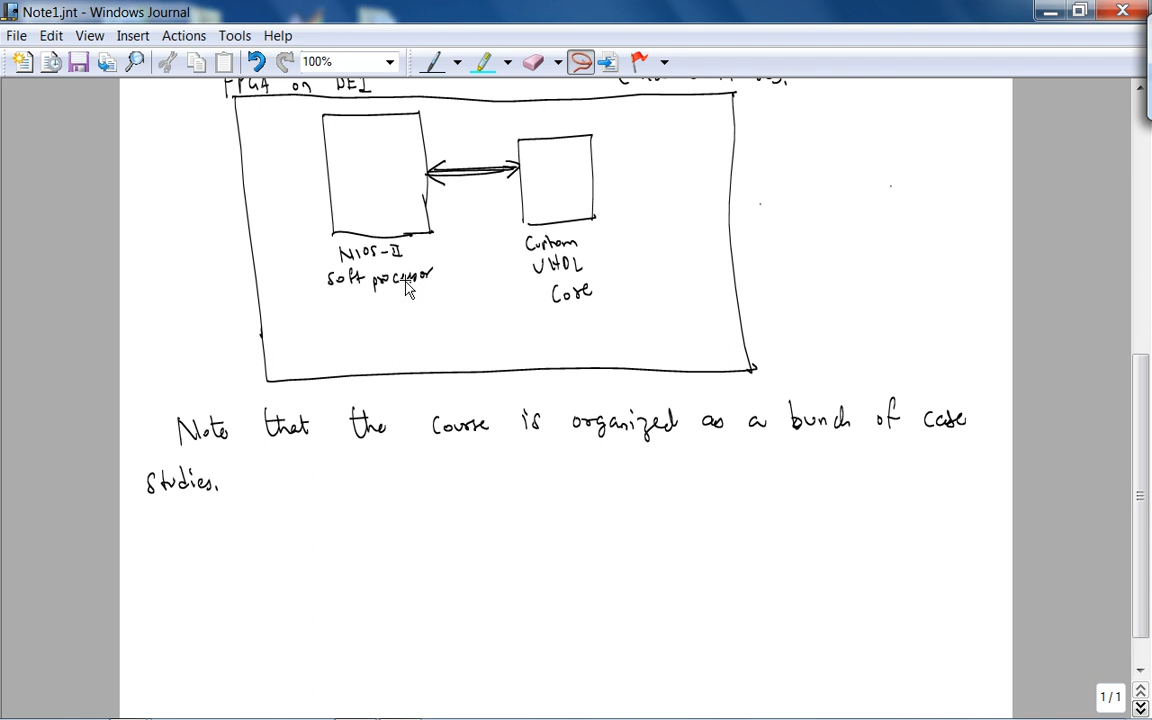 Note1.jnt - Windows Journal
File Edit View Insert Actions Tools Help
100%
FPGA on DE1
NIOS-II
Soft processor
Custom
VHDL
Core
Note that the course is organized as a bunch of case
studies.
1 / 1